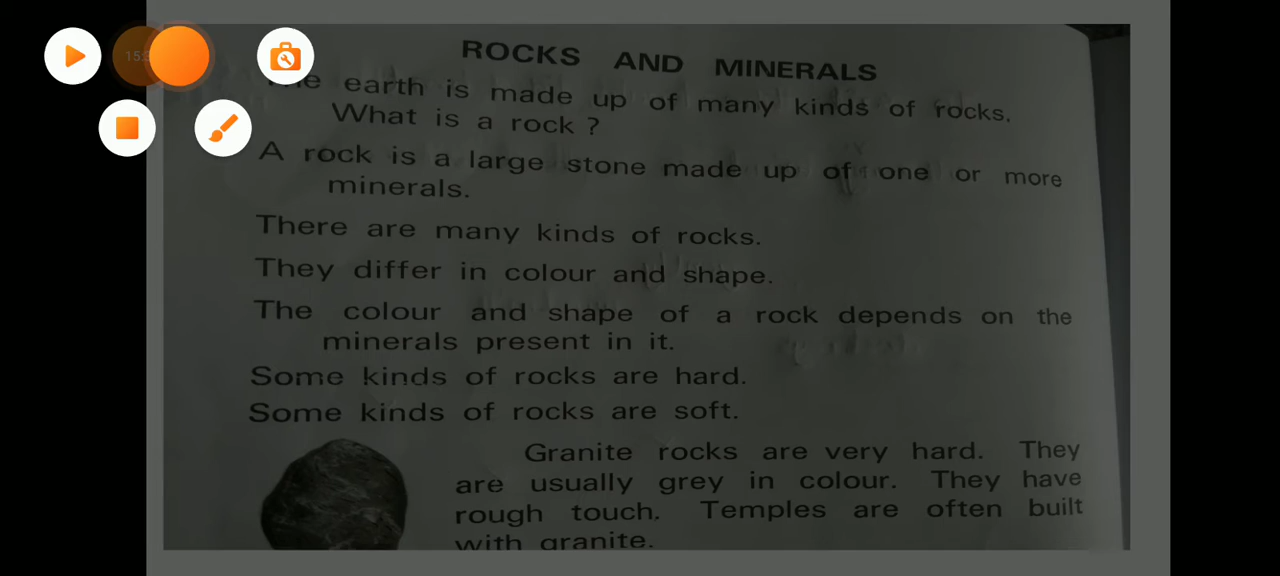 ROCKS AND MINERALS
The earth is made up of many kinds of rocks.
What is a rock ?
A rock is a large stone made up of one or more
minerals.
There are many kinds of rocks.
They differ in colour and shape.
The colour and shape of a rock depends on the
minerals present in it.
Some kinds of rocks are hard.
Some kinds of rocks are soft.
Granite rocks are very hard. They
are usually grey in colour. They have
rough touch. Temples are often built
with granite.